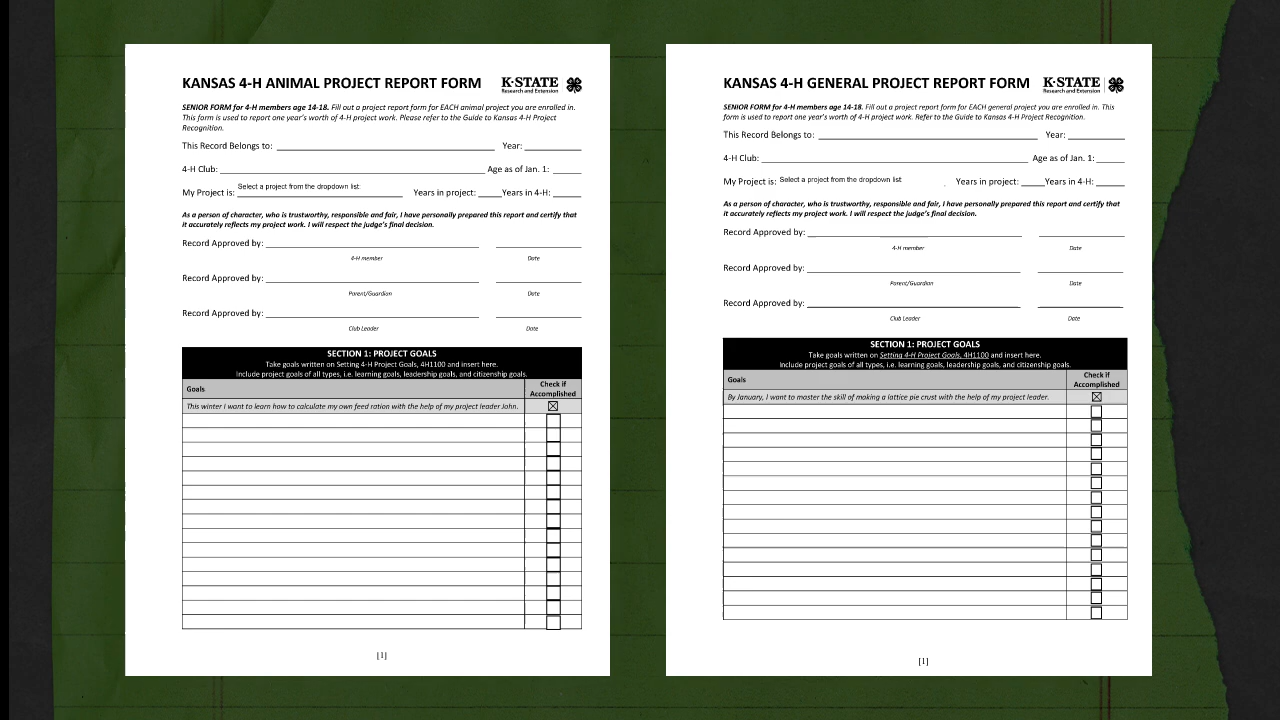 KANSAS 4-H ANIMAL PROJECT REPORT FORM
K·STATE
Research and Extension
SENIOR FORM for 4-H members age 14-18. Fill out a project report form for EACH animal project you are enrolled in.
This form is used to report one year's worth of 4-H project work. Please refer to the Guide to Kansas 4-H Project
Recognition.
This Record Belongs to: Year:
4-H Club: Age as of Jan. 1:
My Project is: Select a project from the dropdown list: Years in project: Years in 4-H:
As a person of character, who is trustworthy, responsible and fair, I have personally prepared this report and certify that
it accurately reflects my project work. I will respect the judge's final decision.
Record Approved by:
4-H member Date
Record Approved by:
Parent/Guardian Date
Record Approved by:
Club Leader Date
SECTION 1: PROJECT GOALS
Take goals written on Setting 4-H Project Goals, 4H1100 and insert here.
Include project goals of all types, i.e. learning goals, leadership goals, and citizenship goals.
Goals Check if
Accomplished
This winter I want to learn how to calculate my own feed ration with the help of my project leader John.
[1]
KANSAS 4-H GENERAL PROJECT REPORT FORM
K·STATE
Research and Extension
SENIOR FORM for 4-H members age 14-18. Fill out a project report form for EACH general project you are enrolled in. This
form is used to report one year's worth of 4-H project work. Refer to the Guide to Kansas 4-H Project Recognition.
This Record Belongs to: Year:
4-H Club: Age as of Jan. 1:
My Project is: Select a project from the dropdown list Years in project: Years in 4-H:
As a person of character, who is trustworthy, responsible and fair, I have personally prepared this report and certify that
it accurately reflects my project work. I will respect the judge's final decision.
Record Approved by:
4-H member Date
Record Approved by:
Parent/Guardian Date
Record Approved by:
Club Leader Date
SECTION 1: PROJECT GOALS
Take goals written on Setting 4-H Project Goals, 4H1100 and insert here.
Include project goals of all types, i.e. learning goals, leadership goals, and citizenship goals.
Goals Check if
Accomplished
By January, I want to master the skill of making a lattice pie crust with the help of my project leader.
[1]